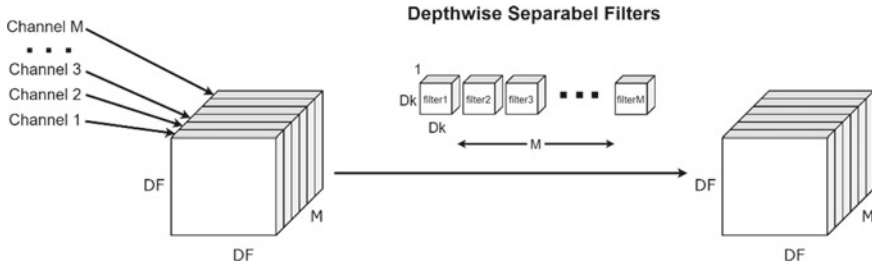 Depthwise Separabel Filters
Channel M
Channel 3
Channel 2
Channel 1
DF
DF
M
1
Dk
Dk
filter1
filter2
filter3
filterM
M
DF
DF
M